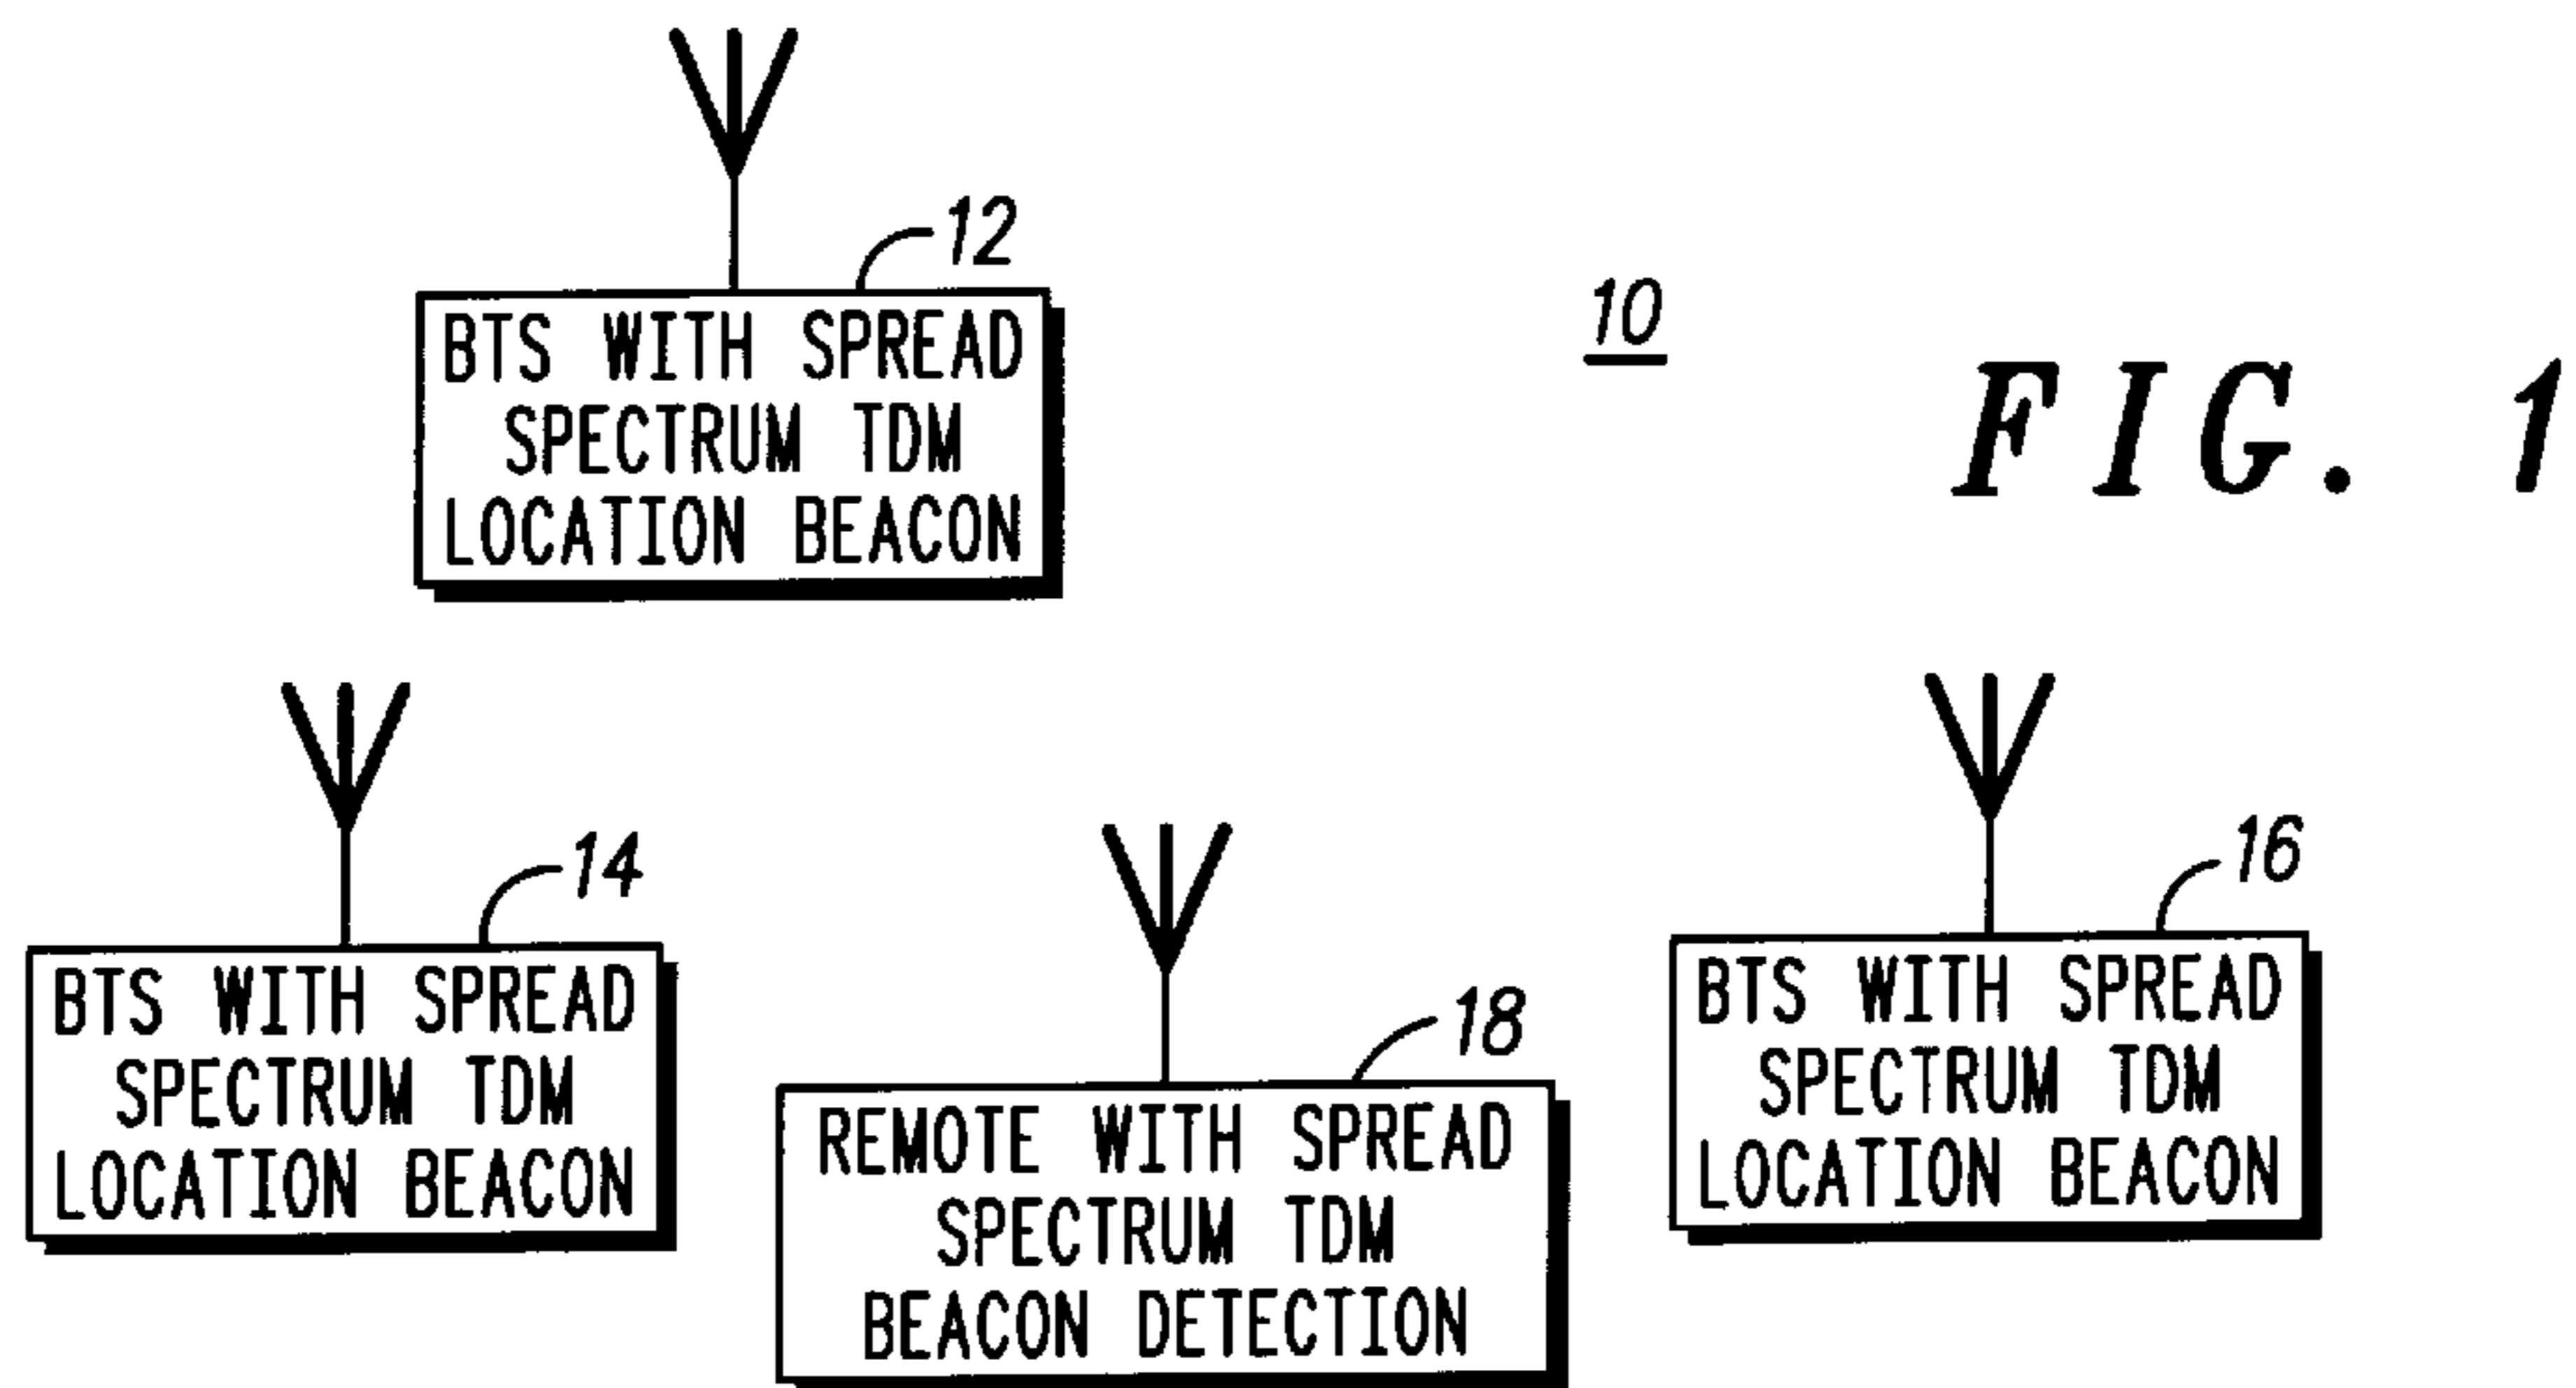 12
BTS WITH SPREAD
SPECTRUM TDM
LOCATION BEACON
10
FIG. 1
14
BTS WITH SPREAD
SPECTRUM TDM
LOCATION BEACON
18
REMOTE WITH SPREAD
SPECTRUM TDM
BEACON DETECTION
16
BTS WITH SPREAD
SPECTRUM TDM
LOCATION BEACON